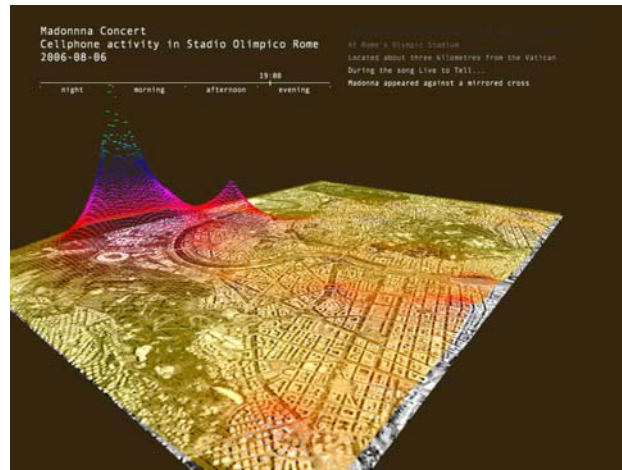 Madonnna Concert
Cellphone activity in Stadio Olimpico Rome
2006-08-06
19:00
night morning afternoon evening
At Rome's Olympic Stadium
Located about three kilometres from the Vatican
During the song Live to Tell...
Madonna appeared against a mirrored cross